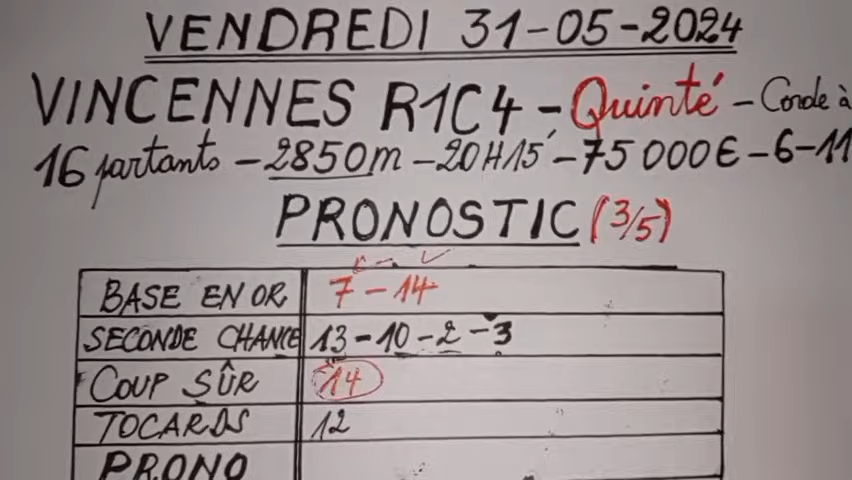 VENDREDI 31-05-2024
VINCENNES R1C4 - Quinté - Corde à
16 partants - 2850m - 20H15' - 75 000€ - 6-11
PRONOSTIC (3/5)
BASE EN OR 7 - 14
SECONDE CHANCE 13 - 10 - 2 - 3
COUP SÛR 14
TOCARDS 12
PRONO